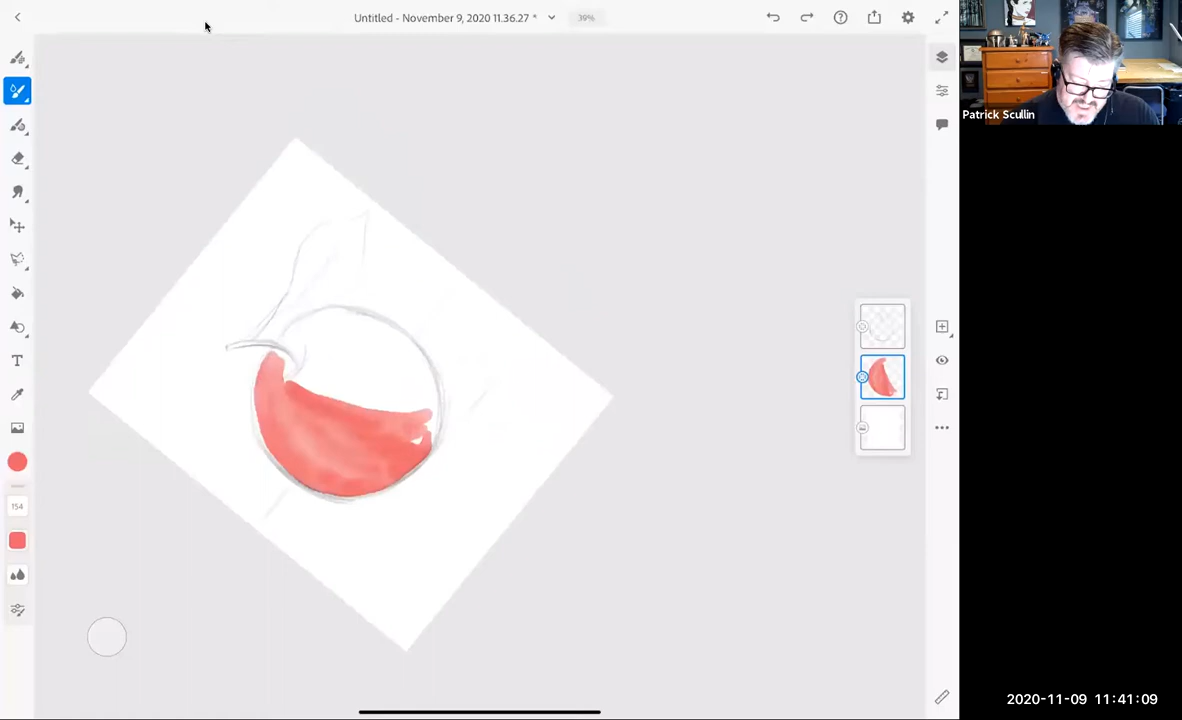 Untitled - November 9, 2020 11.36.27 *
39%
Patrick Scullin
154
T
2020-11-09 11:41:09